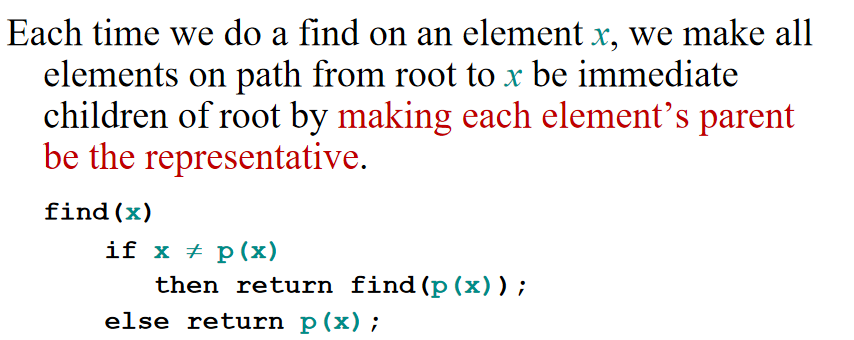 Each time we do a find on an element x, we make all
elements on path from root to x be immediate
children of root by making each element’s parent
be the representative.
find(x)
if x ≠ p(x)
then return find(p(x));
else return p(x);